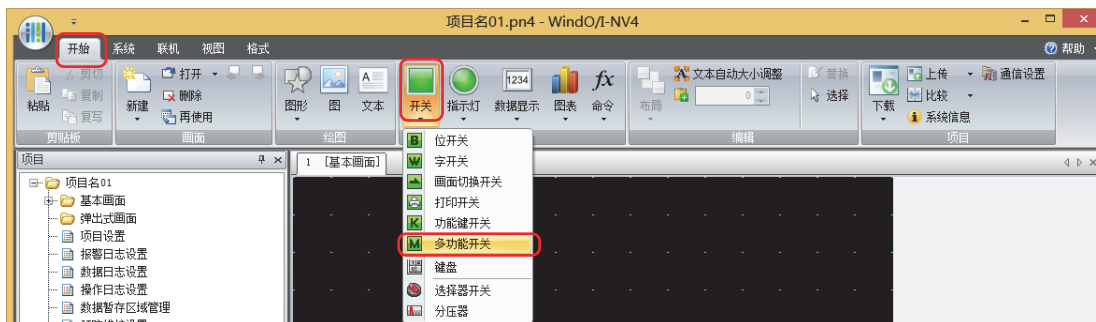 项目名01.pn4 - WindO/I-NV4
开始 系统 联机 视图 格式 帮助
粘贴 剪切 复制 复写 剪贴板
新建 打开 删除 再使用 画面
图形 图 文本 A 绘图
开关 指示灯 1234 数据显示 图表 fx 命令
布局 文本自动大小调整 0 替换 选择 编辑
下载 上传 比较 系统信息 通信设置 项目
项目
1 [基本画面]
项目名01
基本画面
弹出式画面
项目设置
报警日志设置
数据日志设置
操作日志设置
数据暂存区域管理
B 位开关
W 字开关
画面切换开关
打印开关
K 功能键开关
M 多功能开关
键盘
选择器开关
分压器